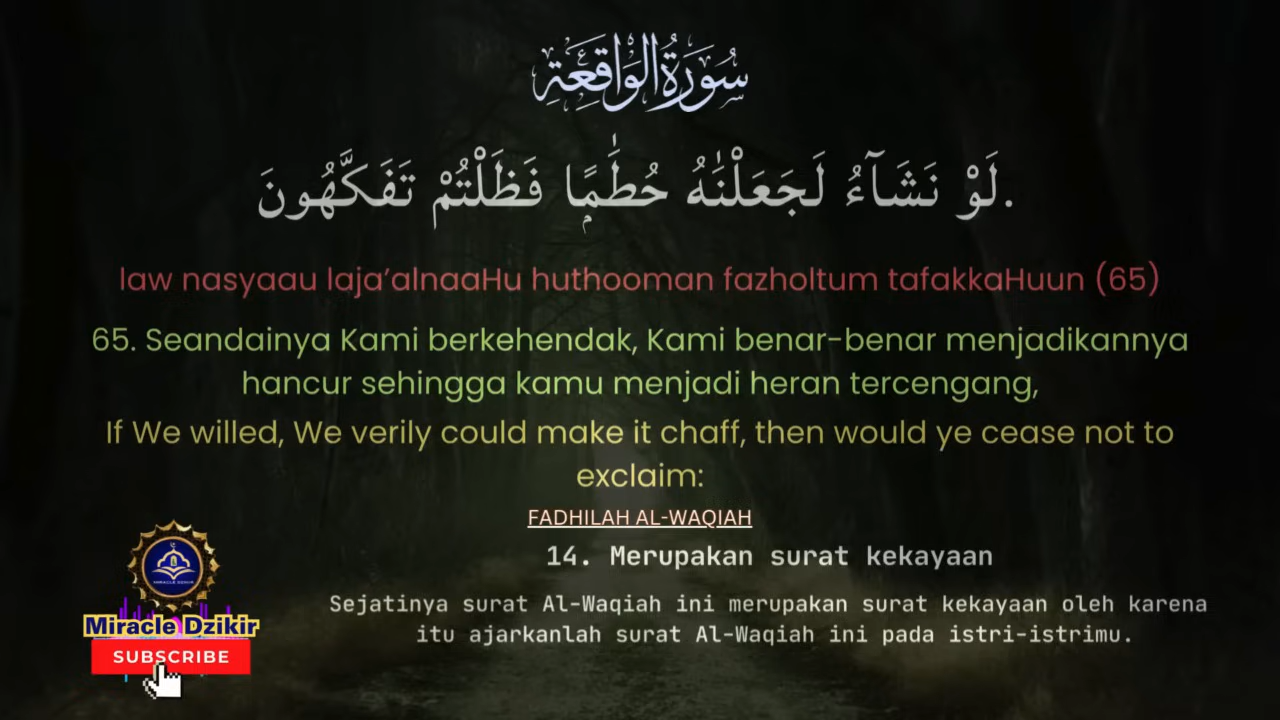 سُورَةُ الوَاقِعَةِ
لَوْ نَشَآءُ لَجَعَلْنٰهُ حُطٰمًۭا فَظَلْتُمْ تَفَكَّهُونَ.
law nasyaau laja’alnaaHu huthooman fazholtum tafakkaHuun (65)
65. Seandainya Kami berkehendak, Kami benar-benar menjadikannya
hancur sehingga kamu menjadi heran tercengang,
If We willed, We verily could make it chaff, then would ye cease not to
exclaim:
FADHILAH AL-WAQIAH
14. Merupakan surat kekayaan
Sejatinya surat Al-Waqiah ini merupakan surat kekayaan oleh karena
itu ajarkanlah surat Al-Waqiah ini pada istri-istrimu.
MIRACLE DZIKIR
Miracle Dzikir
SUBSCRIBE